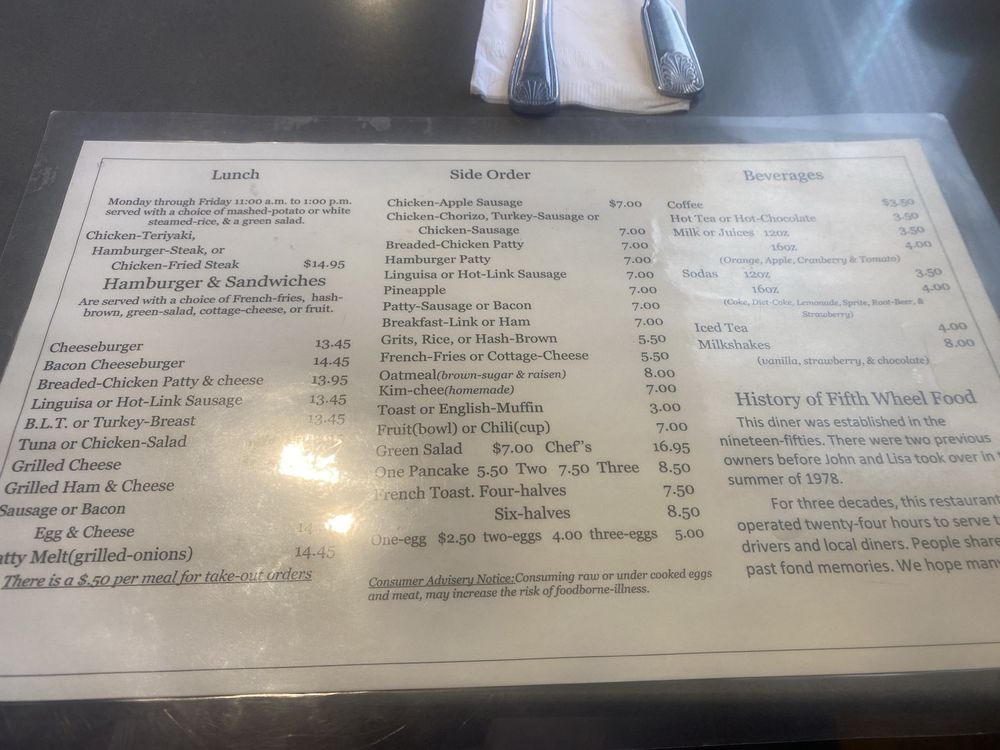 Lunch
Monday through Friday 11:00 a.m. to 1:00 p.m.
served with a choice of mashed-potato or white
steamed-rice, & a green salad.
Chicken-Teriyaki,
Hamburger-Steak, or
Chicken-Fried Steak $14.95
Hamburger & Sandwiches
Are served with a choice of French-fries, hash-
brown, green-salad, cottage-cheese, or fruit.
Cheeseburger 13.45
Bacon Cheeseburger 14.45
Breaded-Chicken Patty & cheese 13.95
Linguisa or Hot-Link Sausage 13.45
B.L.T. or Turkey-Breast 13.45
Tuna or Chicken-Salad
Grilled Cheese
Grilled Ham & Cheese
Sausage or Bacon
Egg & Cheese
atty Melt(grilled-onions) 14.45
There is a $.50 per meal for take-out orders
Side Order
Chicken-Apple Sausage $7.00
Chicken-Chorizo, Turkey-Sausage or
Chicken-Sausage 7.00
Breaded-Chicken Patty 7.00
Hamburger Patty 7.00
Linguisa or Hot-Link Sausage 7.00
Pineapple 7.00
Patty-Sausage or Bacon 7.00
Breakfast-Link or Ham 7.00
Grits, Rice, or Hash-Brown 5.50
French-Fries or Cottage-Cheese 5.50
Oatmeal(brown-sugar & raisen) 8.00
Kim-chee(homemade) 7.00
Toast or English-Muffin 3.00
Fruit(bowl) or Chili(cup) 7.00
Green Salad $7.00 Chef's 16.95
One Pancake 5.50 Two 7.50 Three 8.50
French Toast. Four-halves 7.50
Six-halves 8.50
One-egg $2.50 two-eggs 4.00 three-eggs 5.00
Consumer Advisery Notice:Consuming raw or under cooked eggs
and meat, may increase the risk of foodborne-illness.
Beverages
Coffee $3.50
Hot Tea or Hot-Chocolate 3.50
Milk or Juices 12oz 3.50
16oz 4.00
(Orange, Apple, Cranberry & Tomato)
Sodas 12oz 3.50
16oz 4.00
(Coke, Diet-Coke, Lemonade, Sprite, Root-Beer, &
Strawberry)
Iced Tea 4.00
Milkshakes 8.00
(vanilla, strawberry, & chocolate)
History of Fifth Wheel Food
This diner was established in the
nineteen-fifties. There were two previous
owners before John and Lisa took over in
summer of 1978.
For three decades, this restaurant
operated twenty-four hours to serve t
drivers and local diners. People share
past fond memories. We hope man